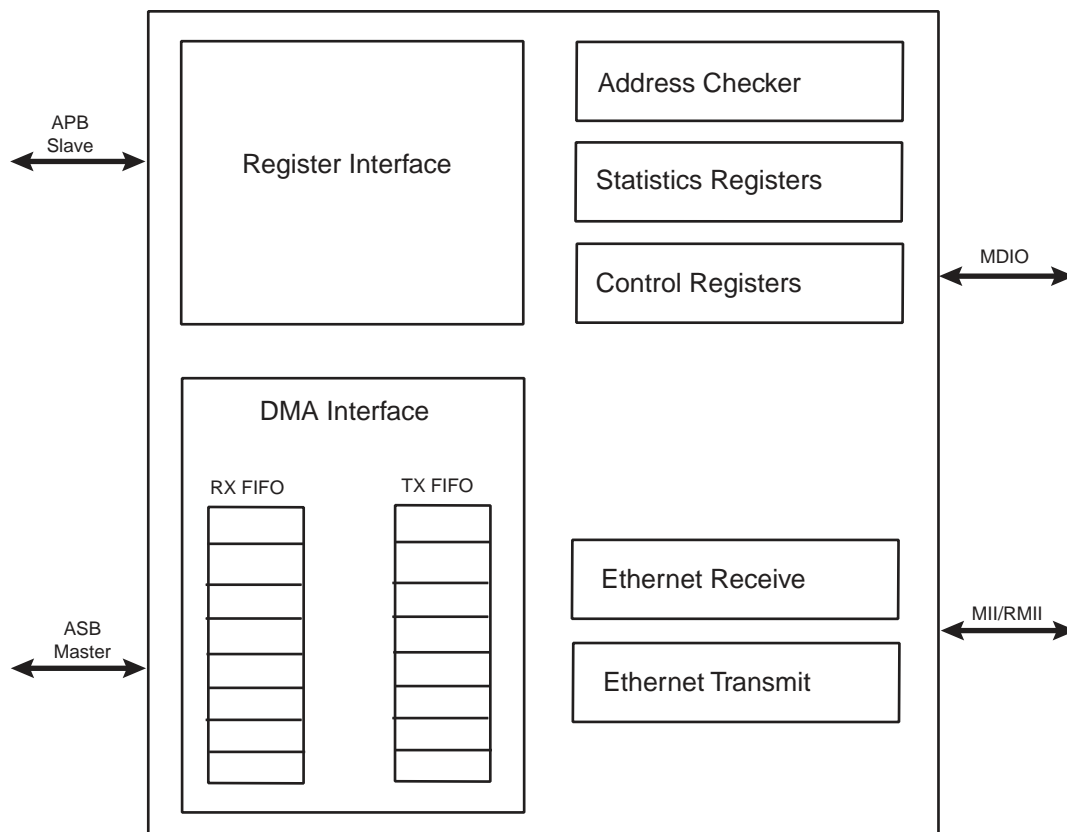 APB
Slave
Register Interface
Address Checker
Statistics Registers
Control Registers
MDIO
DMA Interface
RX FIFO
TX FIFO
ASB
Master
Ethernet Receive
Ethernet Transmit
MII/RMII